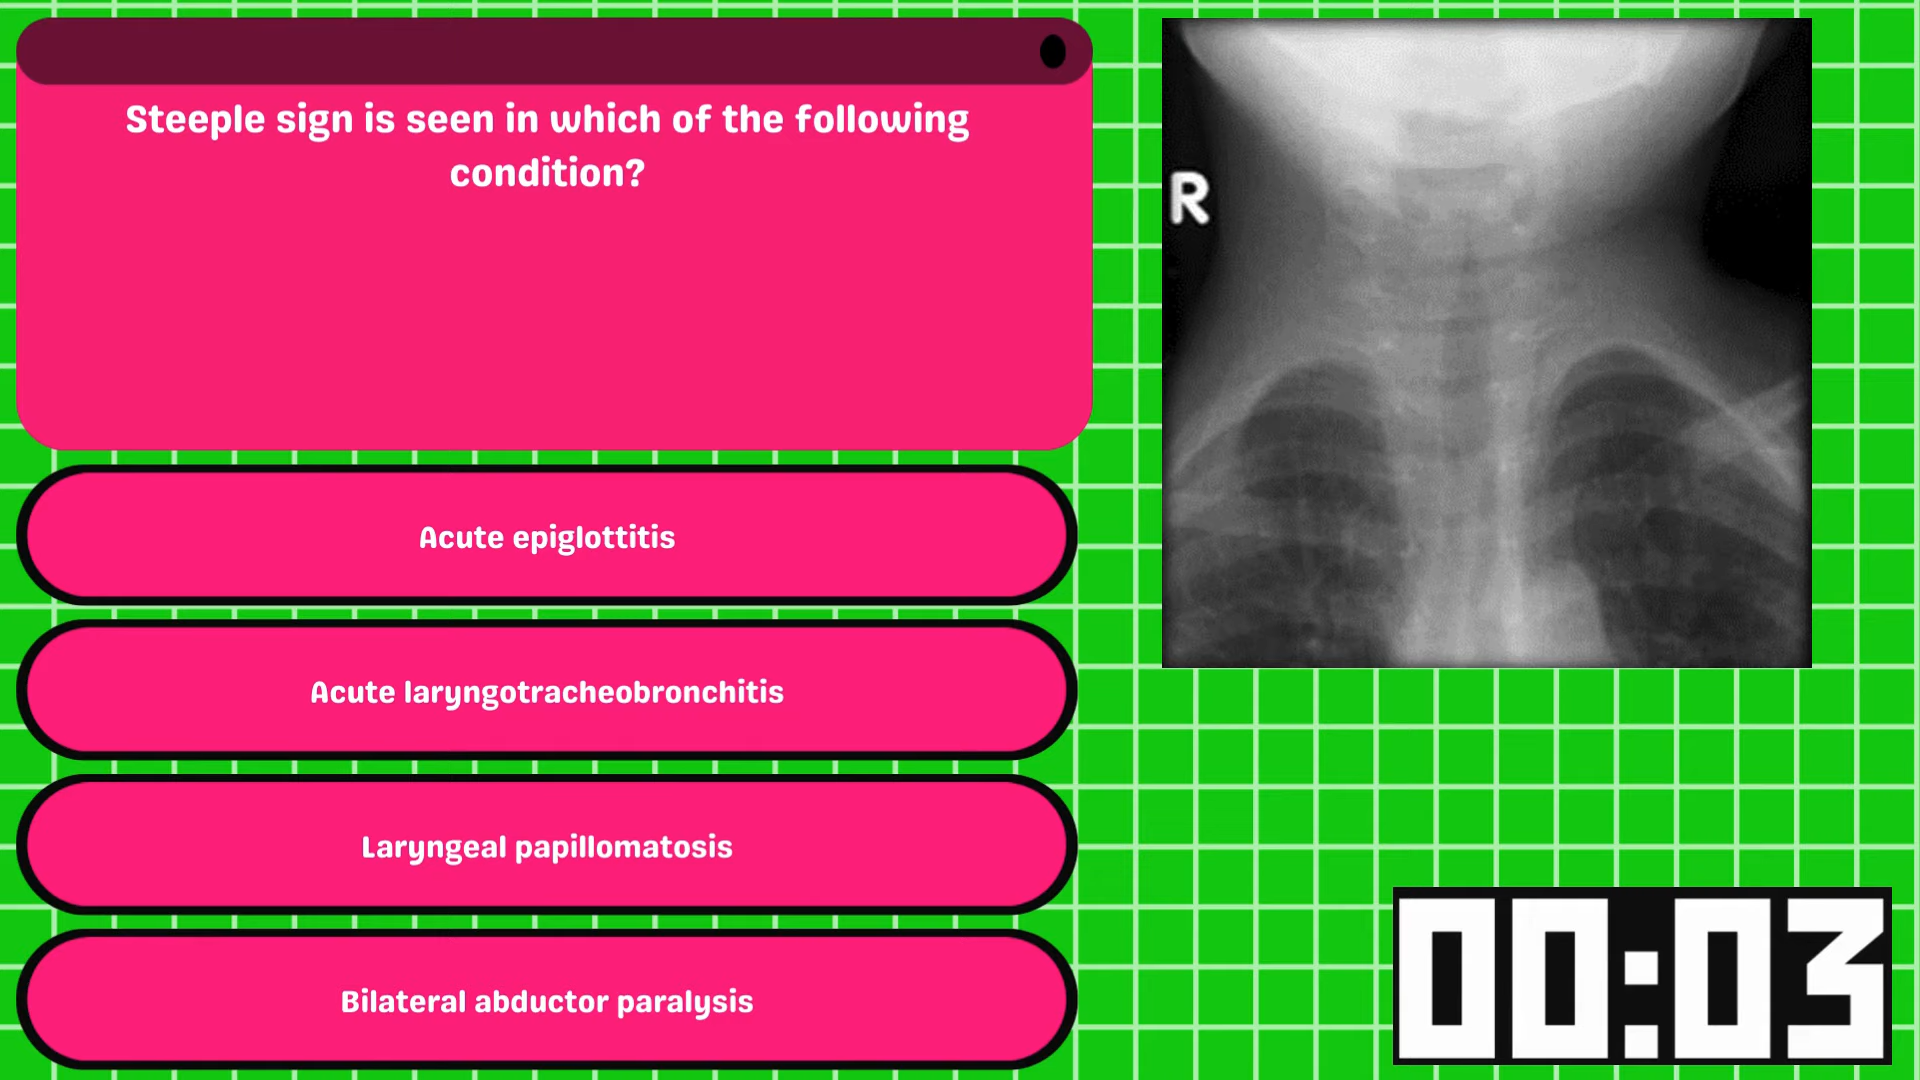 Steeple sign is seen in which of the following
condition?
R
Acute epiglottitis
Acute laryngotracheobronchitis
Laryngeal papillomatosis
Bilateral abductor paralysis
00:03